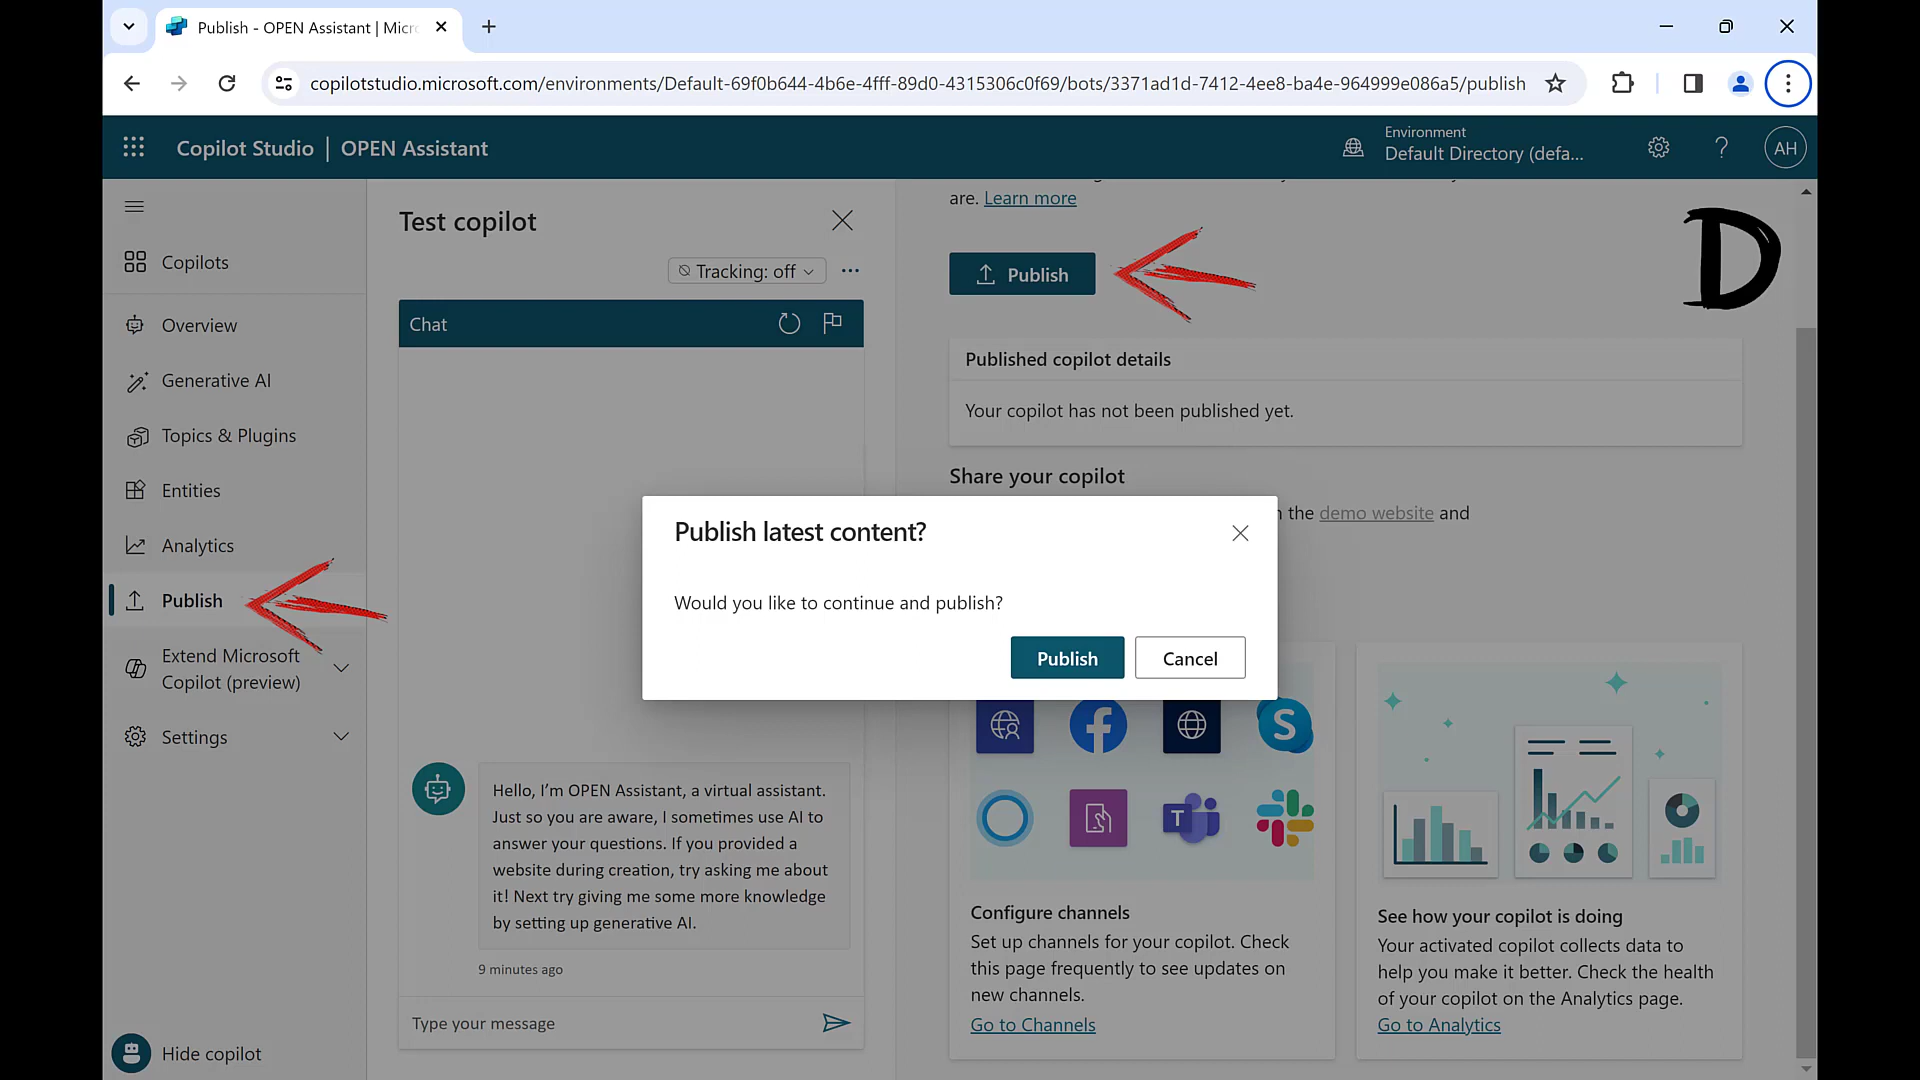 Publish - OPEN Assistant | Micro
copilotstudio.microsoft.com/environments/Default-69f0b644-4b6e-4fff-89d0-4315306c0f69/bots/3371ad1d-7412-4ee8-ba4e-964999e086a5/publish
Copilot Studio | OPEN Assistant
Environment
Default Directory (defa...
?
AH
Copilots
Overview
Generative AI
Topics & Plugins
Entities
Analytics
Publish
Extend Microsoft
Copilot (preview)
Settings
Hide copilot
Test copilot
Tracking: off
Chat
Hello, I'm OPEN Assistant, a virtual assistant.
Just so you are aware, I sometimes use AI to
answer your questions. If you provided a
website during creation, try asking me about
it! Next try giving me some more knowledge
by setting up generative AI.
9 minutes ago
Type your message
are. Learn more
Publish
D
Published copilot details
Your copilot has not been published yet.
Share your copilot
the demo website and
Publish latest content?
Would you like to continue and publish?
Publish
Cancel
S
T
Configure channels
Set up channels for your copilot. Check
this page frequently to see updates on
new channels.
Go to Channels
See how your copilot is doing
Your activated copilot collects data to
help you make it better. Check the health
of your copilot on the Analytics page.
Go to Analytics